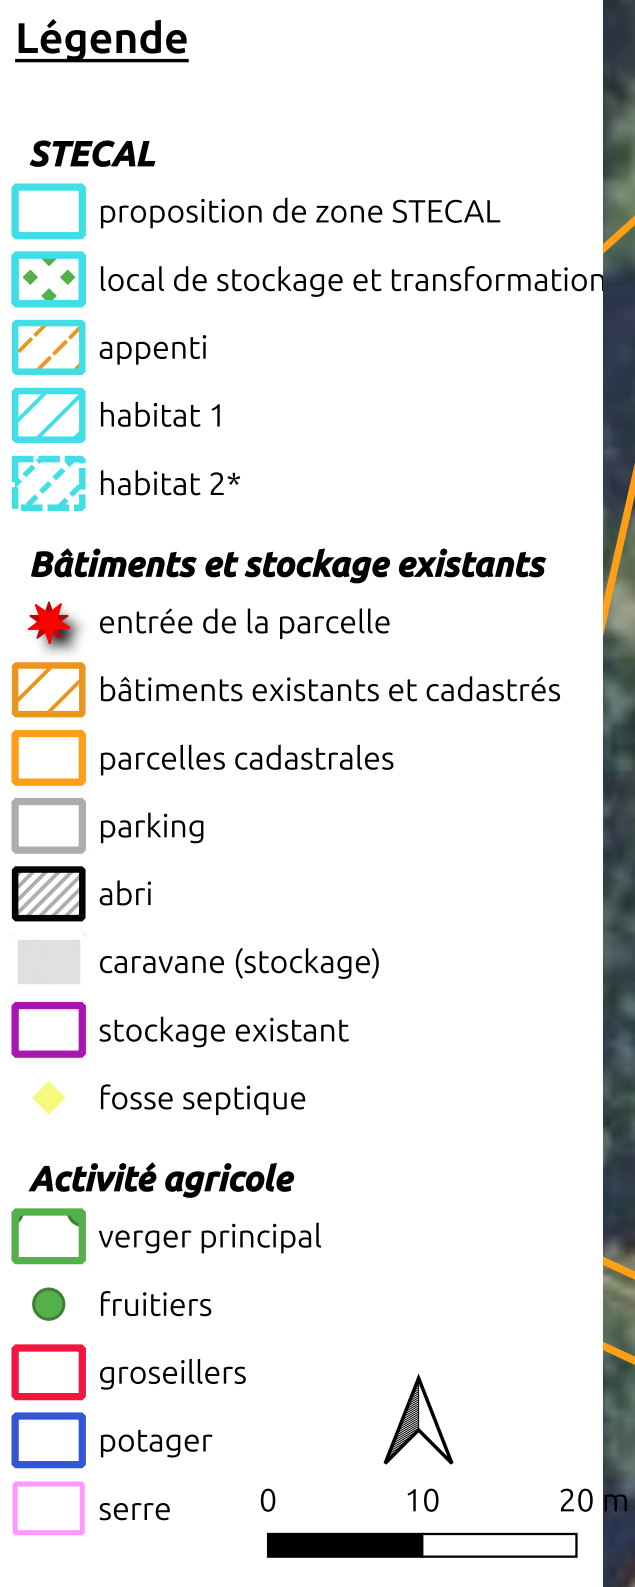 Légende
STECAL
proposition de zone STECAL
local de stockage et transformation
appenti
habitat 1
habitat 2*
Bâtiments et stockage existants
entrée de la parcelle
bâtiments existants et cadastrés
parcelles cadastrales
parking
abri
caravane (stockage)
stockage existant
fosse septique
Activité agricole
verger principal
fruitiers
groseillers
potager
serre
0 10 20 m